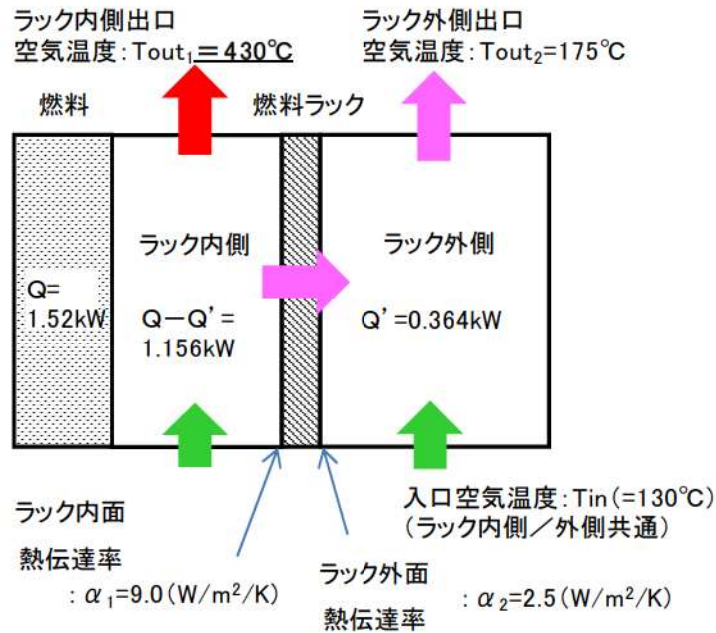 ラック内側出口
空気温度:Tout₁=430℃
ラック外側出口
空気温度:Tout₂=175℃
燃料
燃料ラック
ラック内側
ラック外側
Q=
1.52kW
Q-Q'=
1.156kW
Q'=0.364kW
入口空気温度:Tin(=130℃)
(ラック内側/外側共通)
ラック内面
熱伝達率
:α₁=9.0(W/m²/K)
ラック外面
熱伝達率
:α₂=2.5(W/m²/K)